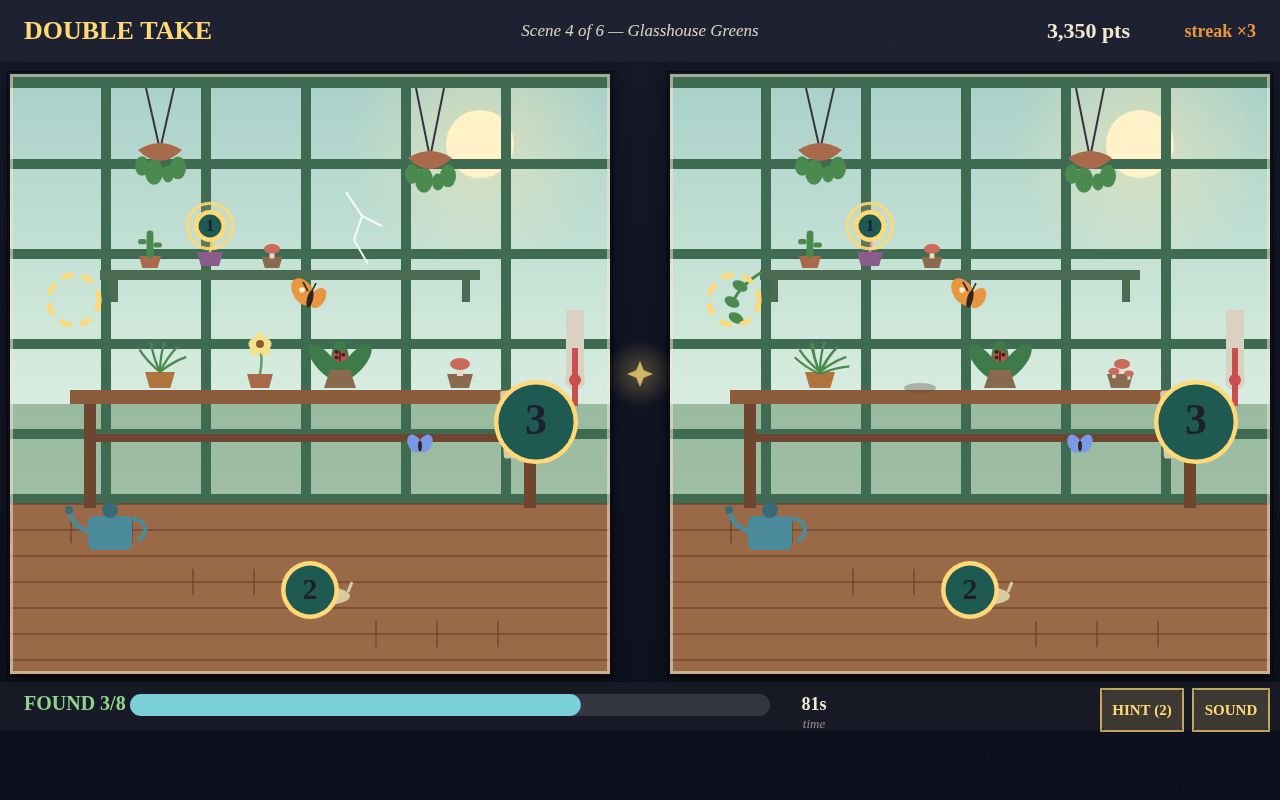 DOUBLE TAKE
Scene 4 of 6 — Glasshouse Greens
3,350 pts
streak ×3
1
1
3
3
2
2
FOUND 3/8
81s
time
HINT (2)
SOUND